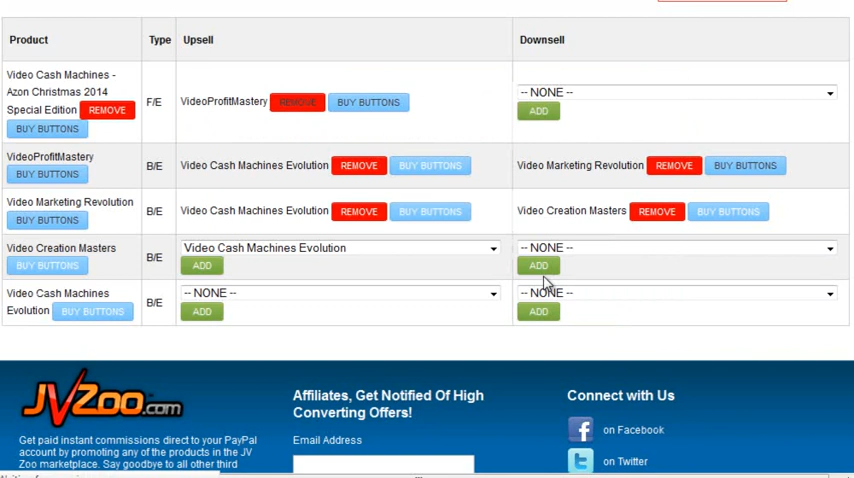 Product Type Upsell Downsell
Video Cash Machines -
Azon Christmas 2014
Special Edition REMOVE
BUY BUTTONS
F/E
VideoProfitMastery REMOVE BUY BUTTONS
-- NONE --
ADD
VideoProfitMastery
BUY BUTTONS
B/E
Video Cash Machines Evolution REMOVE BUY BUTTONS
Video Marketing Revolution REMOVE BUY BUTTONS
Video Marketing Revolution
BUY BUTTONS
B/E
Video Cash Machines Evolution REMOVE BUY BUTTONS
Video Creation Masters REMOVE BUY BUTTONS
Video Creation Masters
BUY BUTTONS
B/E
Video Cash Machines Evolution
ADD
-- NONE --
ADD
Video Cash Machines
Evolution BUY BUTTONS
B/E
-- NONE --
ADD
-- NONE --
ADD
JVZoo.com
Get paid instant commissions direct to your PayPal
account by promoting any of the products in the JV
Zoo marketplace. Say goodbye to all other third
Affiliates, Get Notified Of High
Converting Offers!
Email Address
Connect with Us
f on Facebook
t on Twitter